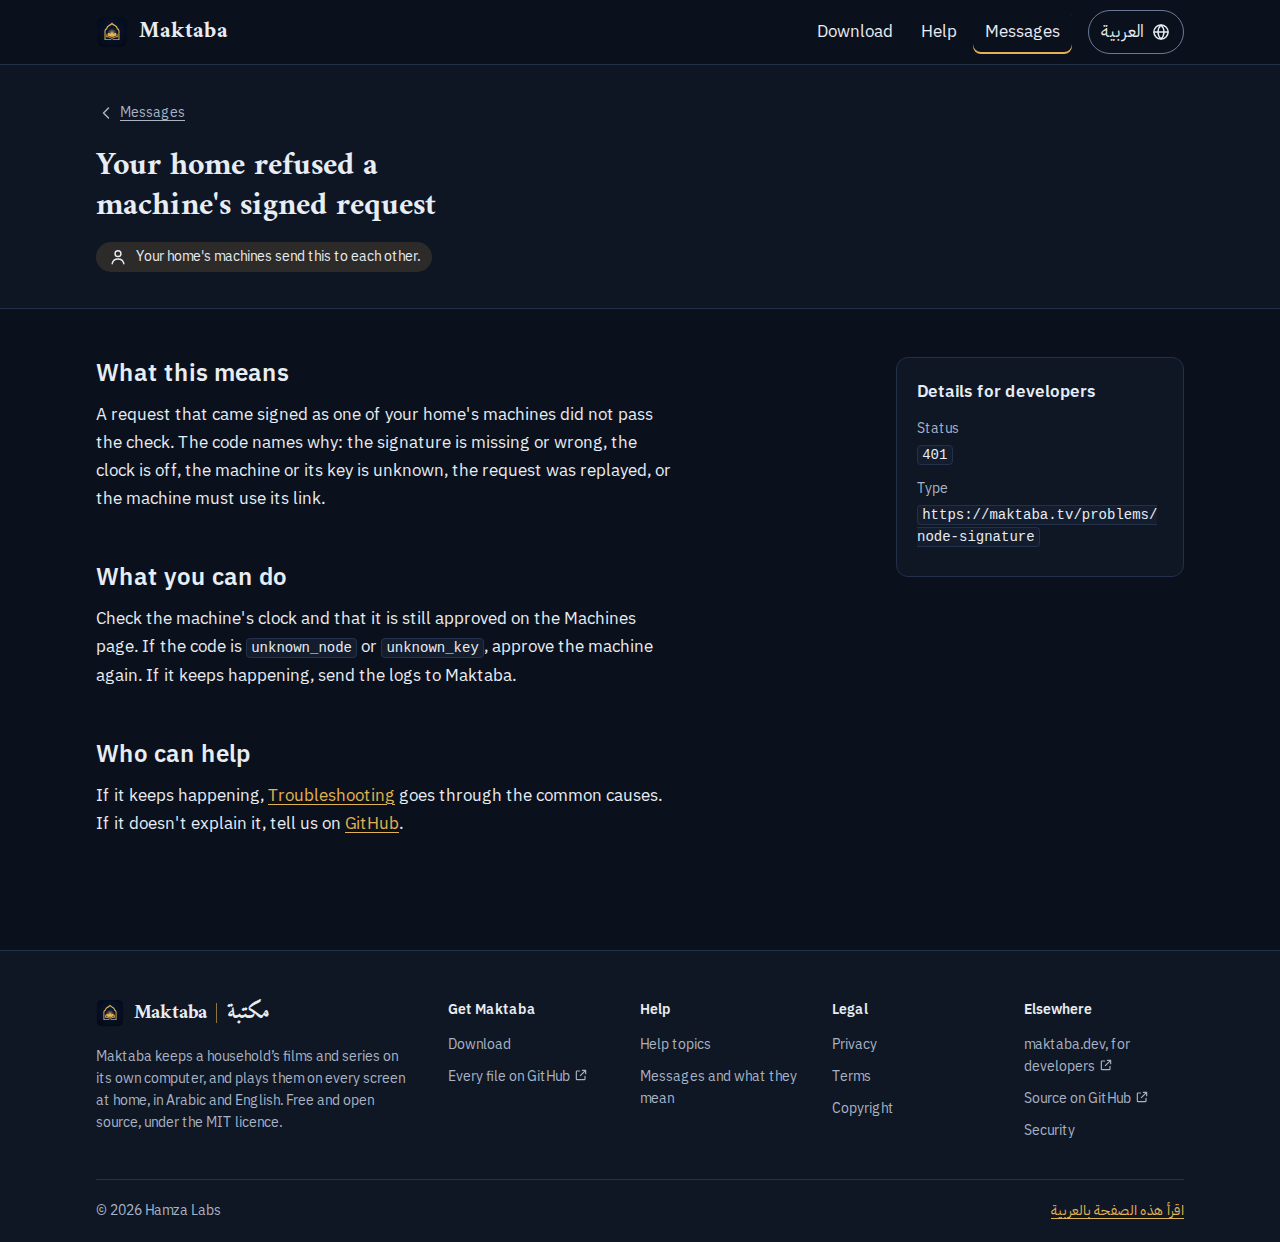 Maktaba
Download
Help
Messages
العربية
Messages
Your home refused a
machine's signed request
Your home's machines send this to each other.
What this means
A request that came signed as one of your home's machines did not pass
the check. The code names why: the signature is missing or wrong, the
clock is off, the machine or its key is unknown, the request was replayed, or
the machine must use its link.
What you can do
Check the machine's clock and that it is still approved on the Machines
page. If the code is unknown_node or unknown_key, approve the machine
again. If it keeps happening, send the logs to Maktaba.
Who can help
If it keeps happening, Troubleshooting goes through the common causes.
If it doesn't explain it, tell us on GitHub.
Details for developers
Status
401
Type
https://maktaba.tv/problems/
node-signature
Maktaba | مكتبة
Maktaba keeps a household’s films and series on
its own computer, and plays them on every screen
at home, in Arabic and English. Free and open
source, under the MIT licence.
Get Maktaba
Download
Every file on GitHub
Help
Help topics
Messages and what they
mean
Legal
Privacy
Terms
Copyright
Elsewhere
maktaba.dev, for
developers
Source on GitHub
Security
© 2026 Hamza Labs
اقرأ هذه الصفحة بالعربية